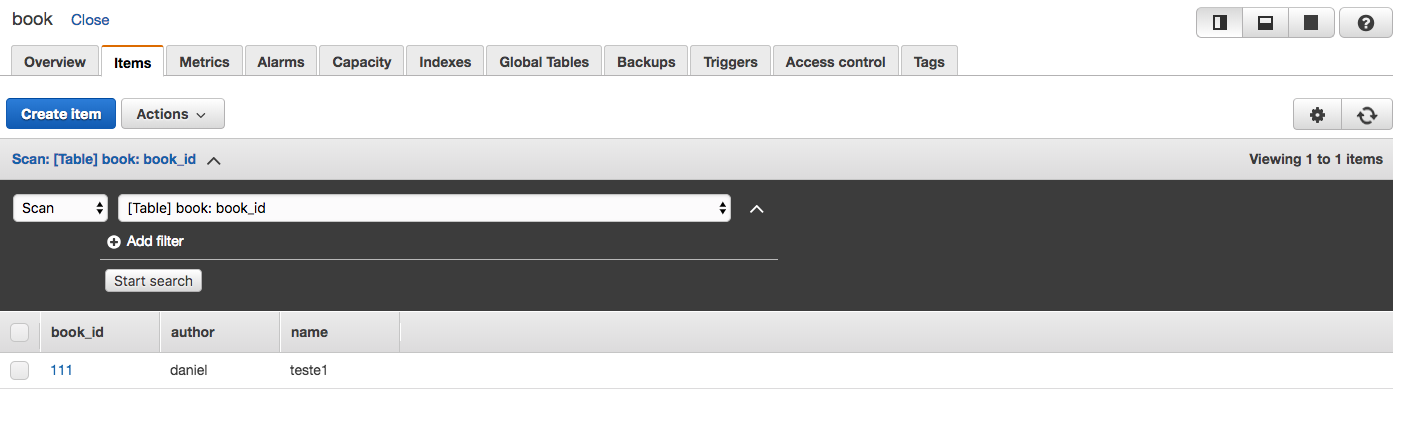 book Close
Overview Items Metrics Alarms Capacity Indexes Global Tables Backups Triggers Access control Tags
Create item Actions
Scan: [Table] book: book_id Viewing 1 to 1 items
Scan [Table] book: book_id
Add filter
Start search
book_id author name
111 daniel teste1